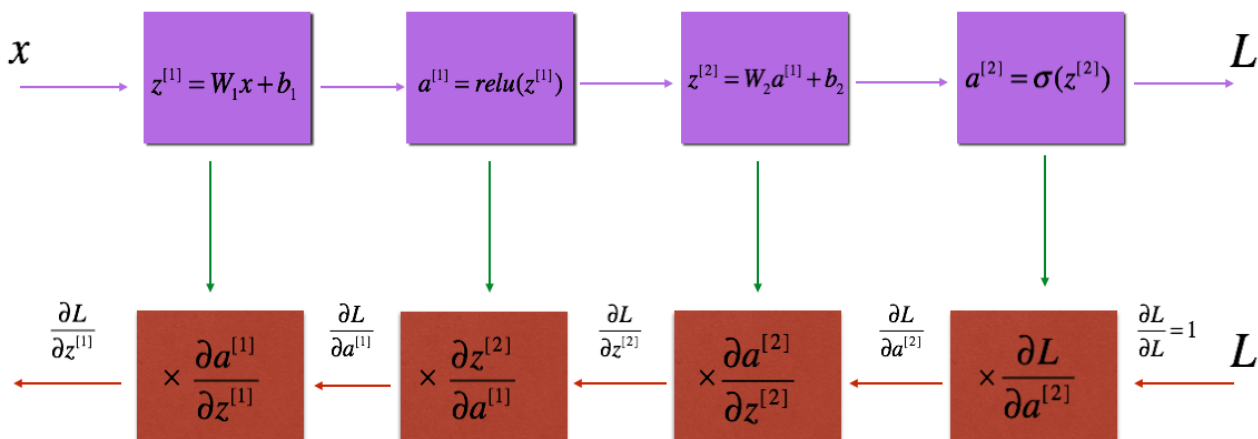 x
z^{[1]} = W_1 x + b_1
a^{[1]} = relu(z^{[1]})
z^{[2]} = W_2 a^{[1]} + b_2
a^{[2]} = σ(z^{[2]})
L
∂L/∂z^{[1]}
× ∂a^{[1]}/∂z^{[1]}
∂L/∂a^{[1]}
× ∂z^{[2]}/∂a^{[1]}
∂L/∂z^{[2]}
× ∂a^{[2]}/∂z^{[2]}
∂L/∂a^{[2]}
× ∂L/∂a^{[2]}
∂L/∂L = 1
L